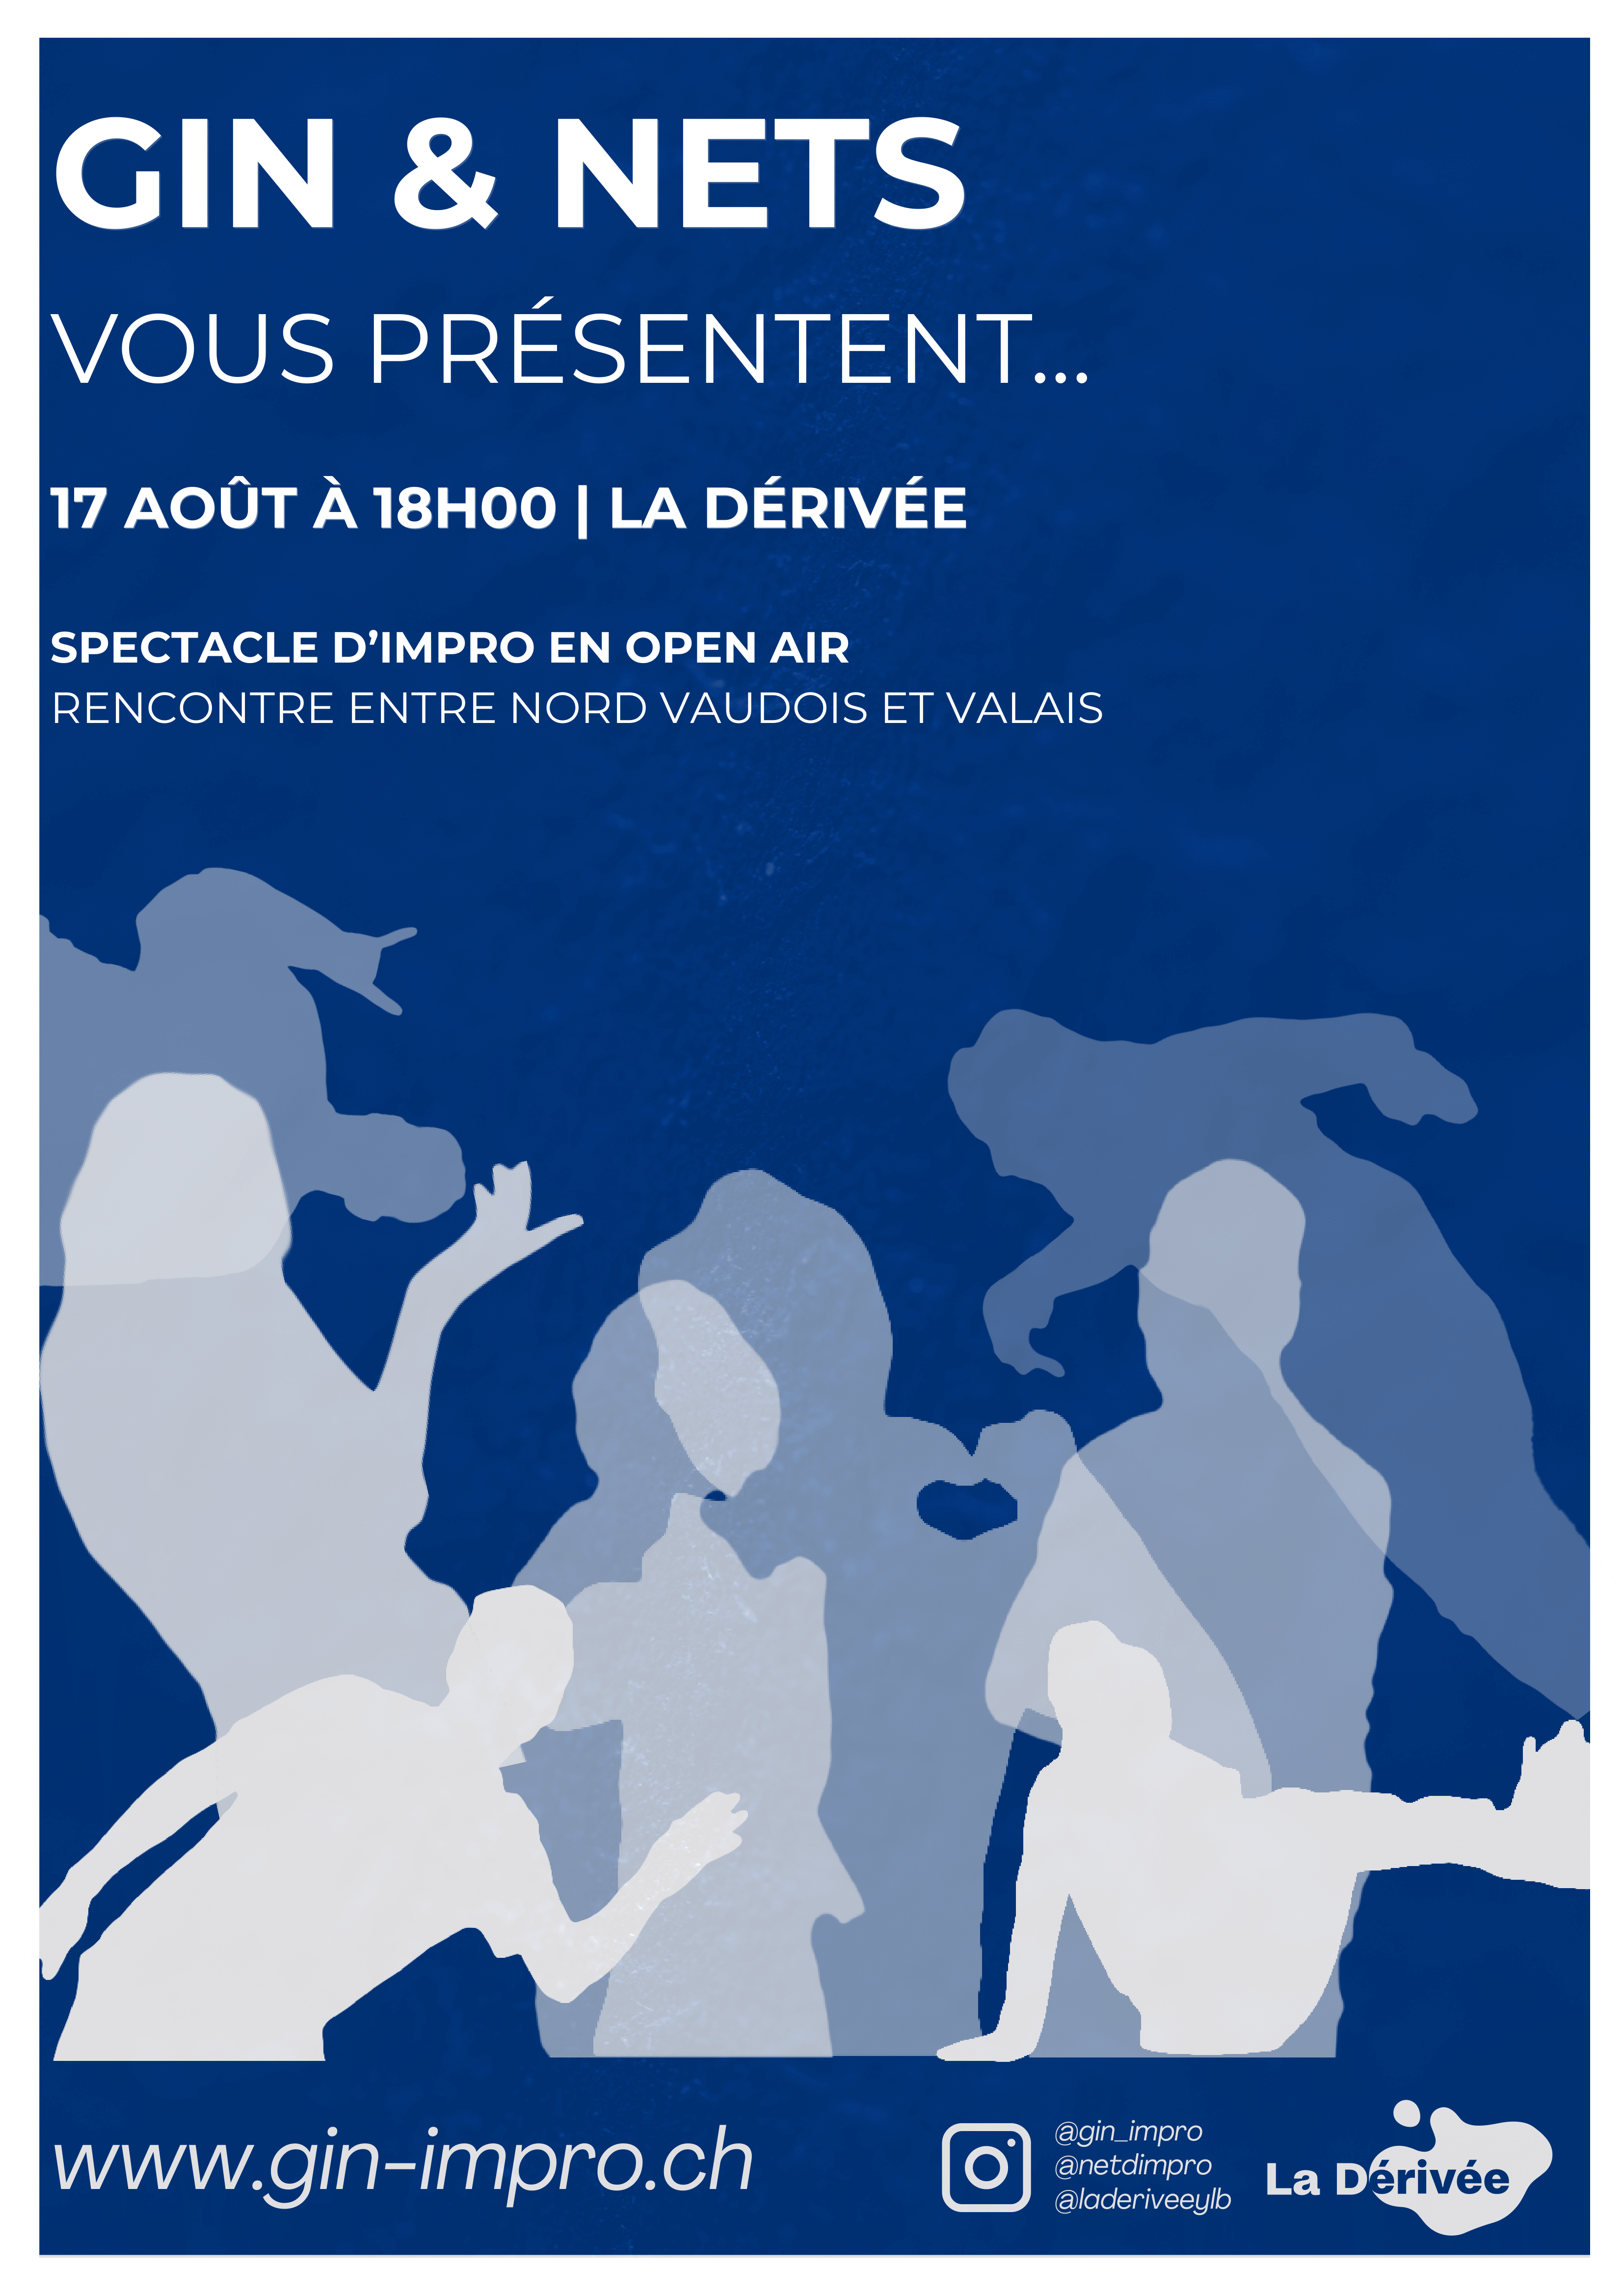 GIN & NETS
VOUS PRÉSENTENT...
17 AOÛT À 18H00 | LA DÉRIVÉE
SPECTACLE D’IMPRO EN OPEN AIR
RENCONTRE ENTRE NORD VAUDOIS ET VALAIS
www.gin-impro.ch
@gin_impro
@netdimpro
@laderiveeylb
La Dérivée